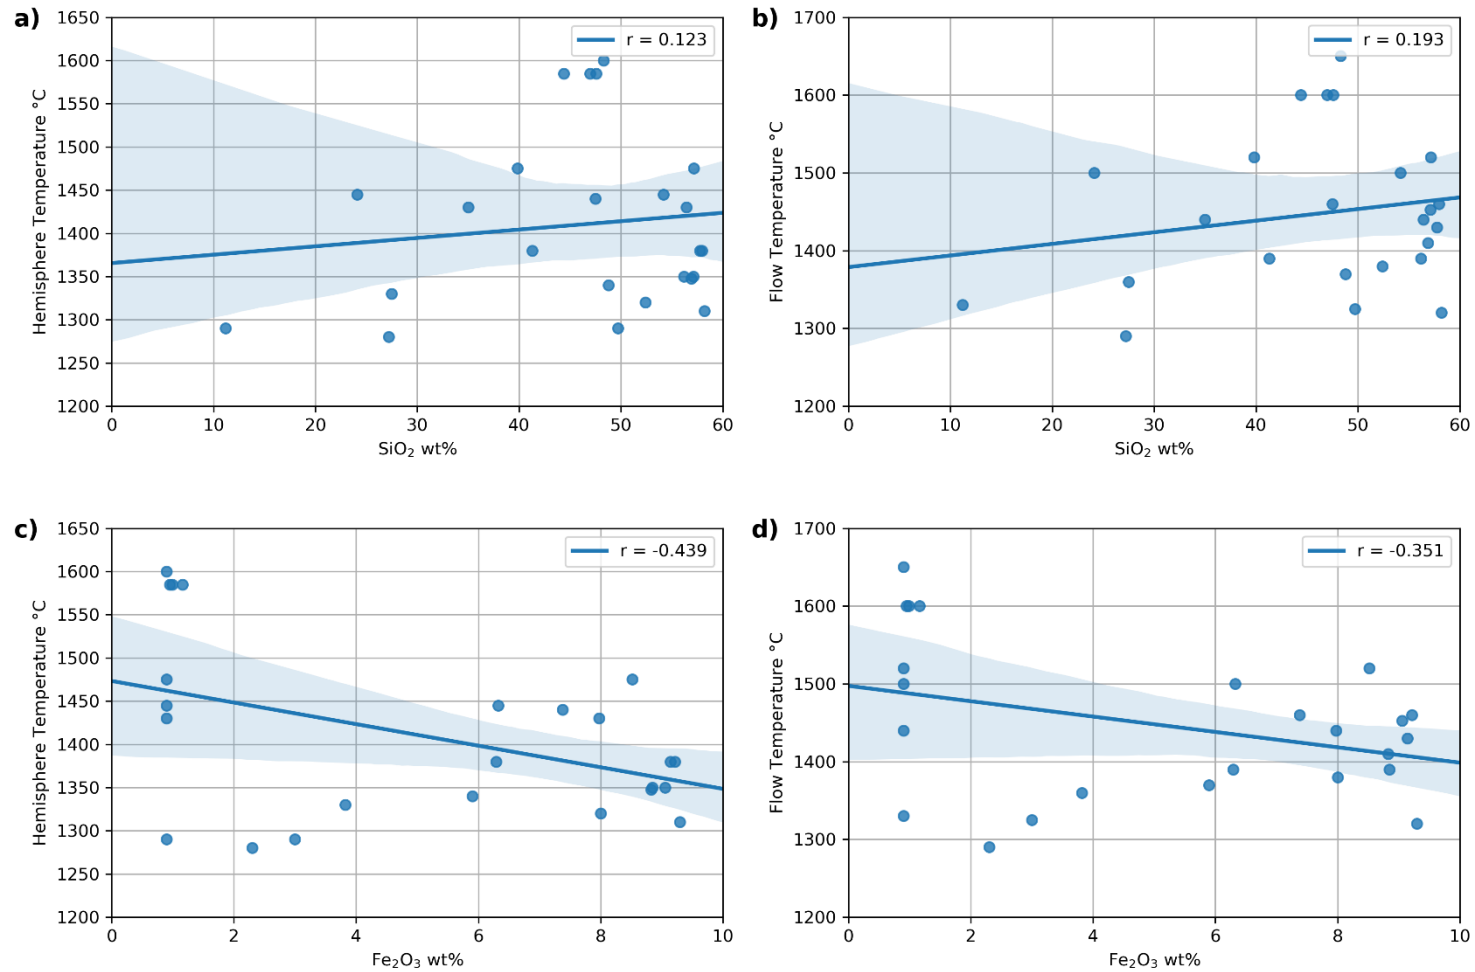 a)
r = 0.123
1650
1600
1550
1500
1450
1400
1350
1300
1250
1200
Hemisphere Temperature °C
0 10 20 30 40 50 60
SiO₂ wt%
b)
r = 0.193
1700
1600
1500
1400
1300
1200
Flow Temperature °C
0 10 20 30 40 50 60
SiO₂ wt%
c)
r = -0.439
1650
1600
1550
1500
1450
1400
1350
1300
1250
1200
Hemisphere Temperature °C
0 2 4 6 8 10
Fe₂O₃ wt%
d)
r = -0.351
1700
1600
1500
1400
1300
1200
Flow Temperature °C
0 2 4 6 8 10
Fe₂O₃ wt%